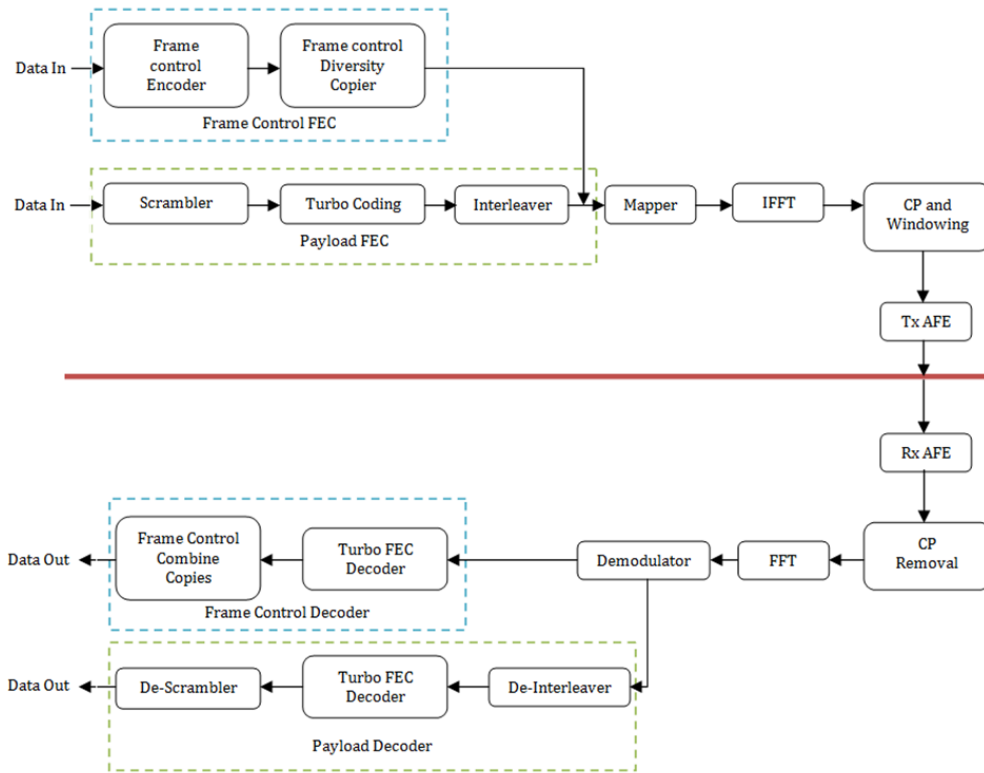 Data In
Frame
control
Encoder
Frame control
Diversity
Copier
Frame Control FEC
Data In
Scrambler
Turbo Coding
Interleaver
Payload FEC
Mapper
IFFT
CP and
Windowing
Tx AFE
Rx AFE
CP
Removal
FFT
Demodulator
Turbo FEC
Decoder
Frame Control
Combine
Copies
Data Out
Frame Control Decoder
De-Interleaver
Turbo FEC
Decoder
De-Scrambler
Data Out
Payload Decoder